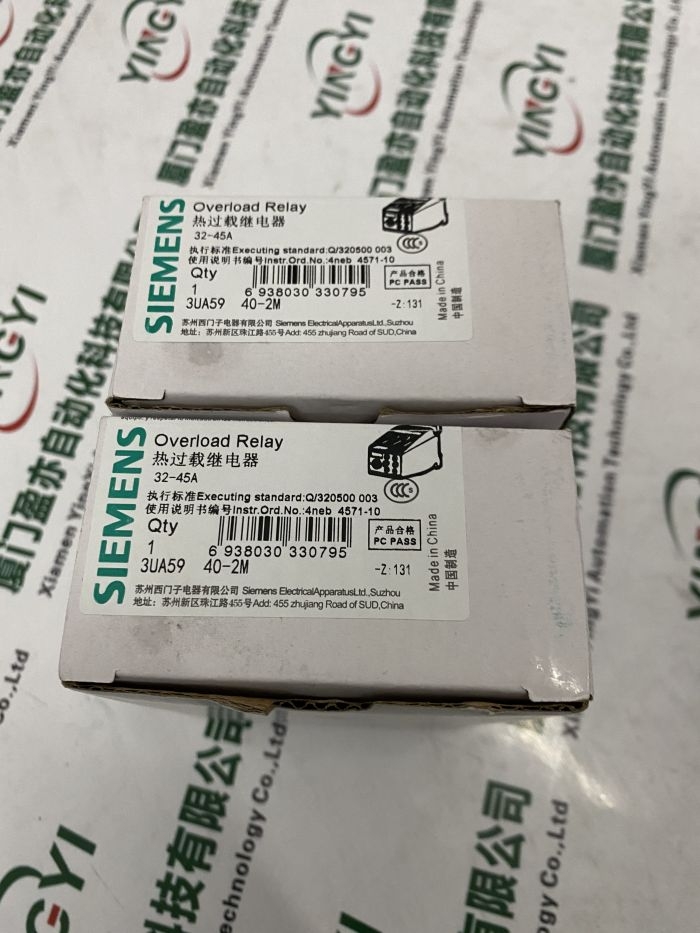 YINGYI
厦门盈亦自动化科技有限公司
Xiamen YingYi Automation Technology Co.,Ltd
SIEMENS
Overload Relay
热过载继电器
32-45A
执行标准Executing standard:Q/320500 003
使用说明书编号Instr.Ord.No.:4neb 4571-10
Qty
1
6 938030 330795
产品合格
PC PASS
3UA59 40-2M
-Z:131
Made in China
中国制造
苏州西门子电器有限公司 Siemens ElectricalApparatusLtd.,Suzhou
地址：苏州新区珠江路455号Add: 455 zhujiang Road of SUD,China
SIEMENS
Overload Relay
热过载继电器
32-45A
执行标准Executing standard:Q/320500 003
使用说明书编号Instr.Ord.No.:4neb 4571-10
Qty
1
6 938030 330795
产品合格
PC PASS
3UA59 40-2M
-Z:131
Made in China
中国制造
苏州西门子电器有限公司 Siemens ElectricalApparatusLtd.,Suzhou
地址：苏州新区珠江路455号Add: 455 zhujiang Road of SUD,China